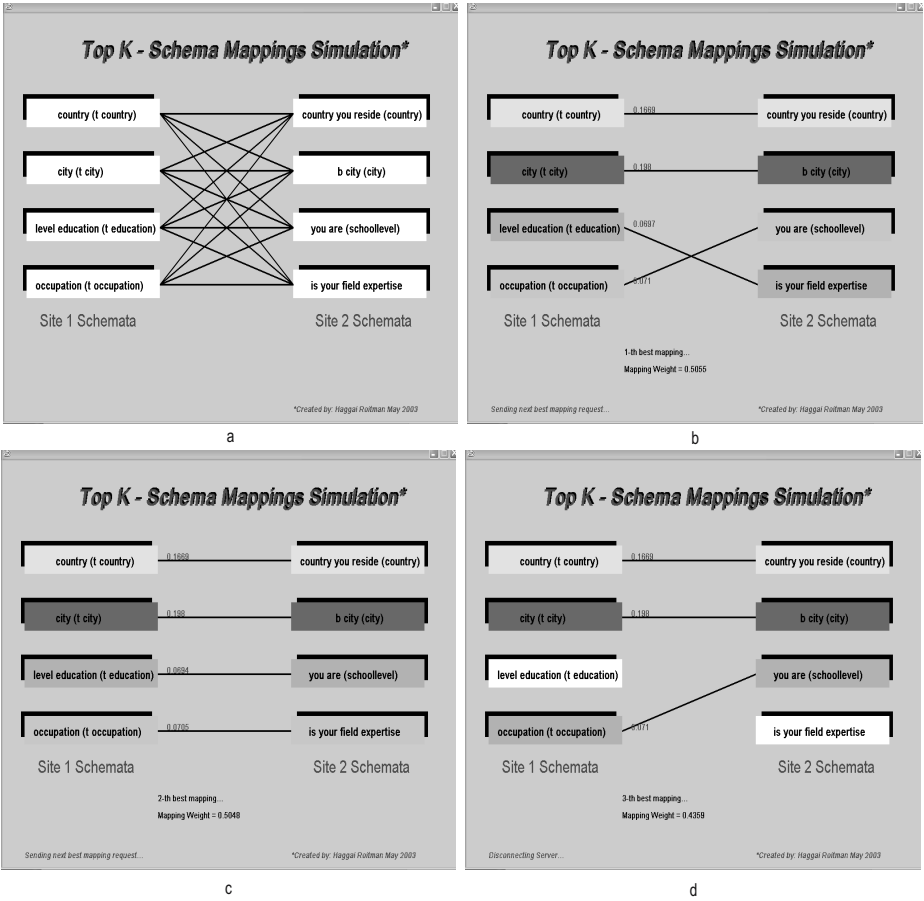 Top K - Schema Mappings Simulation*
country (t country)
country you reside (country)
city (t city)
b city (city)
level education (t education)
you are (schoollevel)
occupation (t occupation)
is your field expertise
Site 1 Schemata
Site 2 Schemata
*Created by: Haggai Roitman May 2003
a
Top K - Schema Mappings Simulation*
country (t country)
0.1669
country you reside (country)
city (t city)
0.198
b city (city)
level education (t education)
0.0697
you are (schoollevel)
occupation (t occupation)
0.071
is your field expertise
Site 1 Schemata
Site 2 Schemata
1-th best mapping...
Mapping Weight = 0.5055
Sending next best mapping request...
*Created by: Haggai Roitman May 2003
b
Top K - Schema Mappings Simulation*
country (t country)
0.1669
country you reside (country)
city (t city)
0.198
b city (city)
level education (t education)
0.0694
you are (schoollevel)
occupation (t occupation)
0.0705
is your field expertise
Site 1 Schemata
Site 2 Schemata
2-th best mapping...
Mapping Weight = 0.5048
Sending next best mapping request...
*Created by: Haggai Roitman May 2003
c
Top K - Schema Mappings Simulation*
country (t country)
0.1669
country you reside (country)
city (t city)
0.198
b city (city)
level education (t education)
you are (schoollevel)
occupation (t occupation)
0.071
is your field expertise
Site 1 Schemata
Site 2 Schemata
3-th best mapping...
Mapping Weight = 0.4359
Disconnecting Server...
*Created by: Haggai Roitman May 2003
d